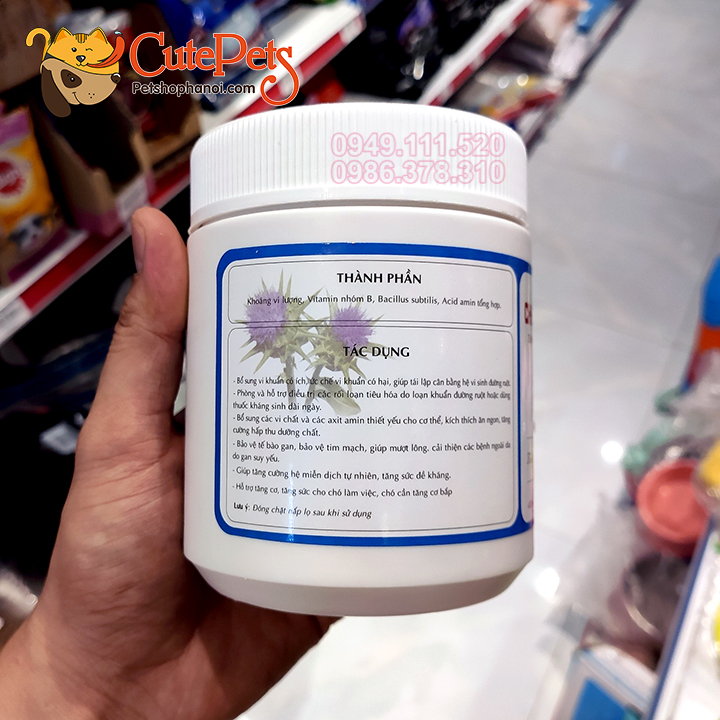 CutePets
Petshophanoi.com
0949.111.520
0986.378.310
THÀNH PHẦN
Khoáng vi lượng, Vitamin nhóm B, Bacillus subtilis, Acid amin tổng hợp.
TÁC DỤNG
- Bổ sung vi khuẩn có ích, ức chế vi khuẩn có hại, giúp tái lập cân bằng hệ vi sinh đường ruột.
- Phòng và hỗ trợ điều trị các rối loạn tiêu hóa do loạn khuẩn đường ruột hoặc dùng
thuốc kháng sinh dài ngày.
- Bổ sung các vi chất và các axit amin thiết yếu cho cơ thể, kích thích ăn ngon, tăng
cường hấp thu dưỡng chất.
- Bảo vệ tế bào gan, bảo vệ tim mạch, giúp mượt lông. cải thiện các bệnh ngoài da
do gan suy yếu.
- Giúp tăng cường hệ miễn dịch tự nhiên, tăng sức đề kháng.
- Hỗ trợ tăng cơ, tăng sức cho chó làm việc, chó cần tăng cơ bắp
Lưu ý: Đóng chặt nắp lọ sau khi sử dụng